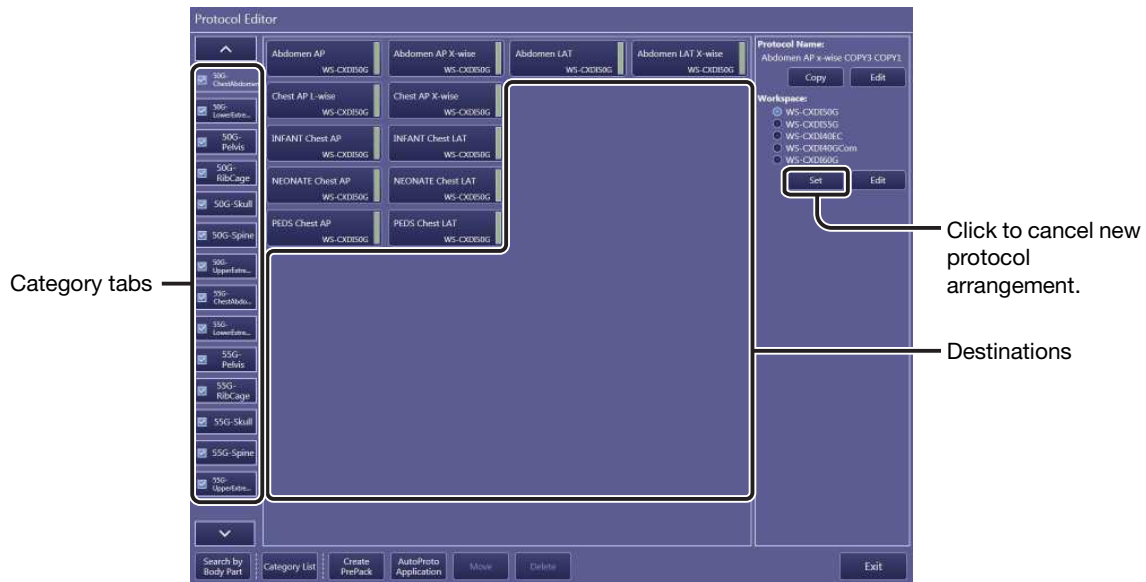 Protocol Editor
Category tabs
50G-
ChestAbdomen
50G-
LowerExtre...
50G-
Pelvis
50G-
RibCage
50G-Skull
50G-Spine
50G-
UpperExtre...
55G-
ChestAbdo...
55G-
LowerExtre...
55G-
Pelvis
55G-
RibCage
55G-Skull
55G-Spine
55G-
UpperExtre...
Abdomen AP
WS-CXDI50G
Abdomen AP X-wise
WS-CXDI50G
Abdomen LAT
WS-CXDI50G
Abdomen LAT X-wise
WS-CXDI50G
Chest AP L-wise
WS-CXDI50G
Chest AP X-wise
WS-CXDI50G
INFANT Chest AP
WS-CXDI50G
INFANT Chest LAT
WS-CXDI50G
NEONATE Chest AP
WS-CXDI50G
NEONATE Chest LAT
WS-CXDI50G
PEDS Chest AP
WS-CXDI50G
PEDS Chest LAT
WS-CXDI50G
Protocol Name:
Abdomen AP x-wise COPY3 COPY1
Copy
Edit
Workspace:
WS-CXDI50G
WS-CXDI55G
WS-CXDI40EC
WS-CXDI40GCom
WS-CXDI60G
Set
Edit
Click to cancel new
protocol
arrangement.
Destinations
Search by
Body Part
Category List
Create
PrePack
AutoProto
Application
Move
Delete
Exit